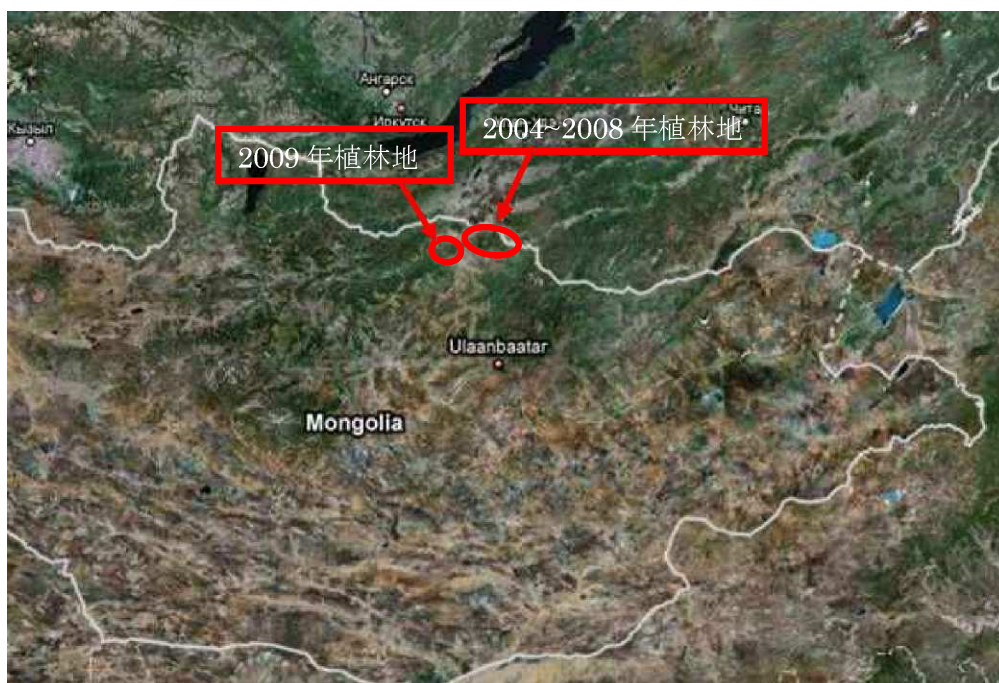 Ангарск
Иркутск
Кызыл
Чита
2004~2008 年植林地
2009 年植林地
Ulaanbaatar
Mongolia